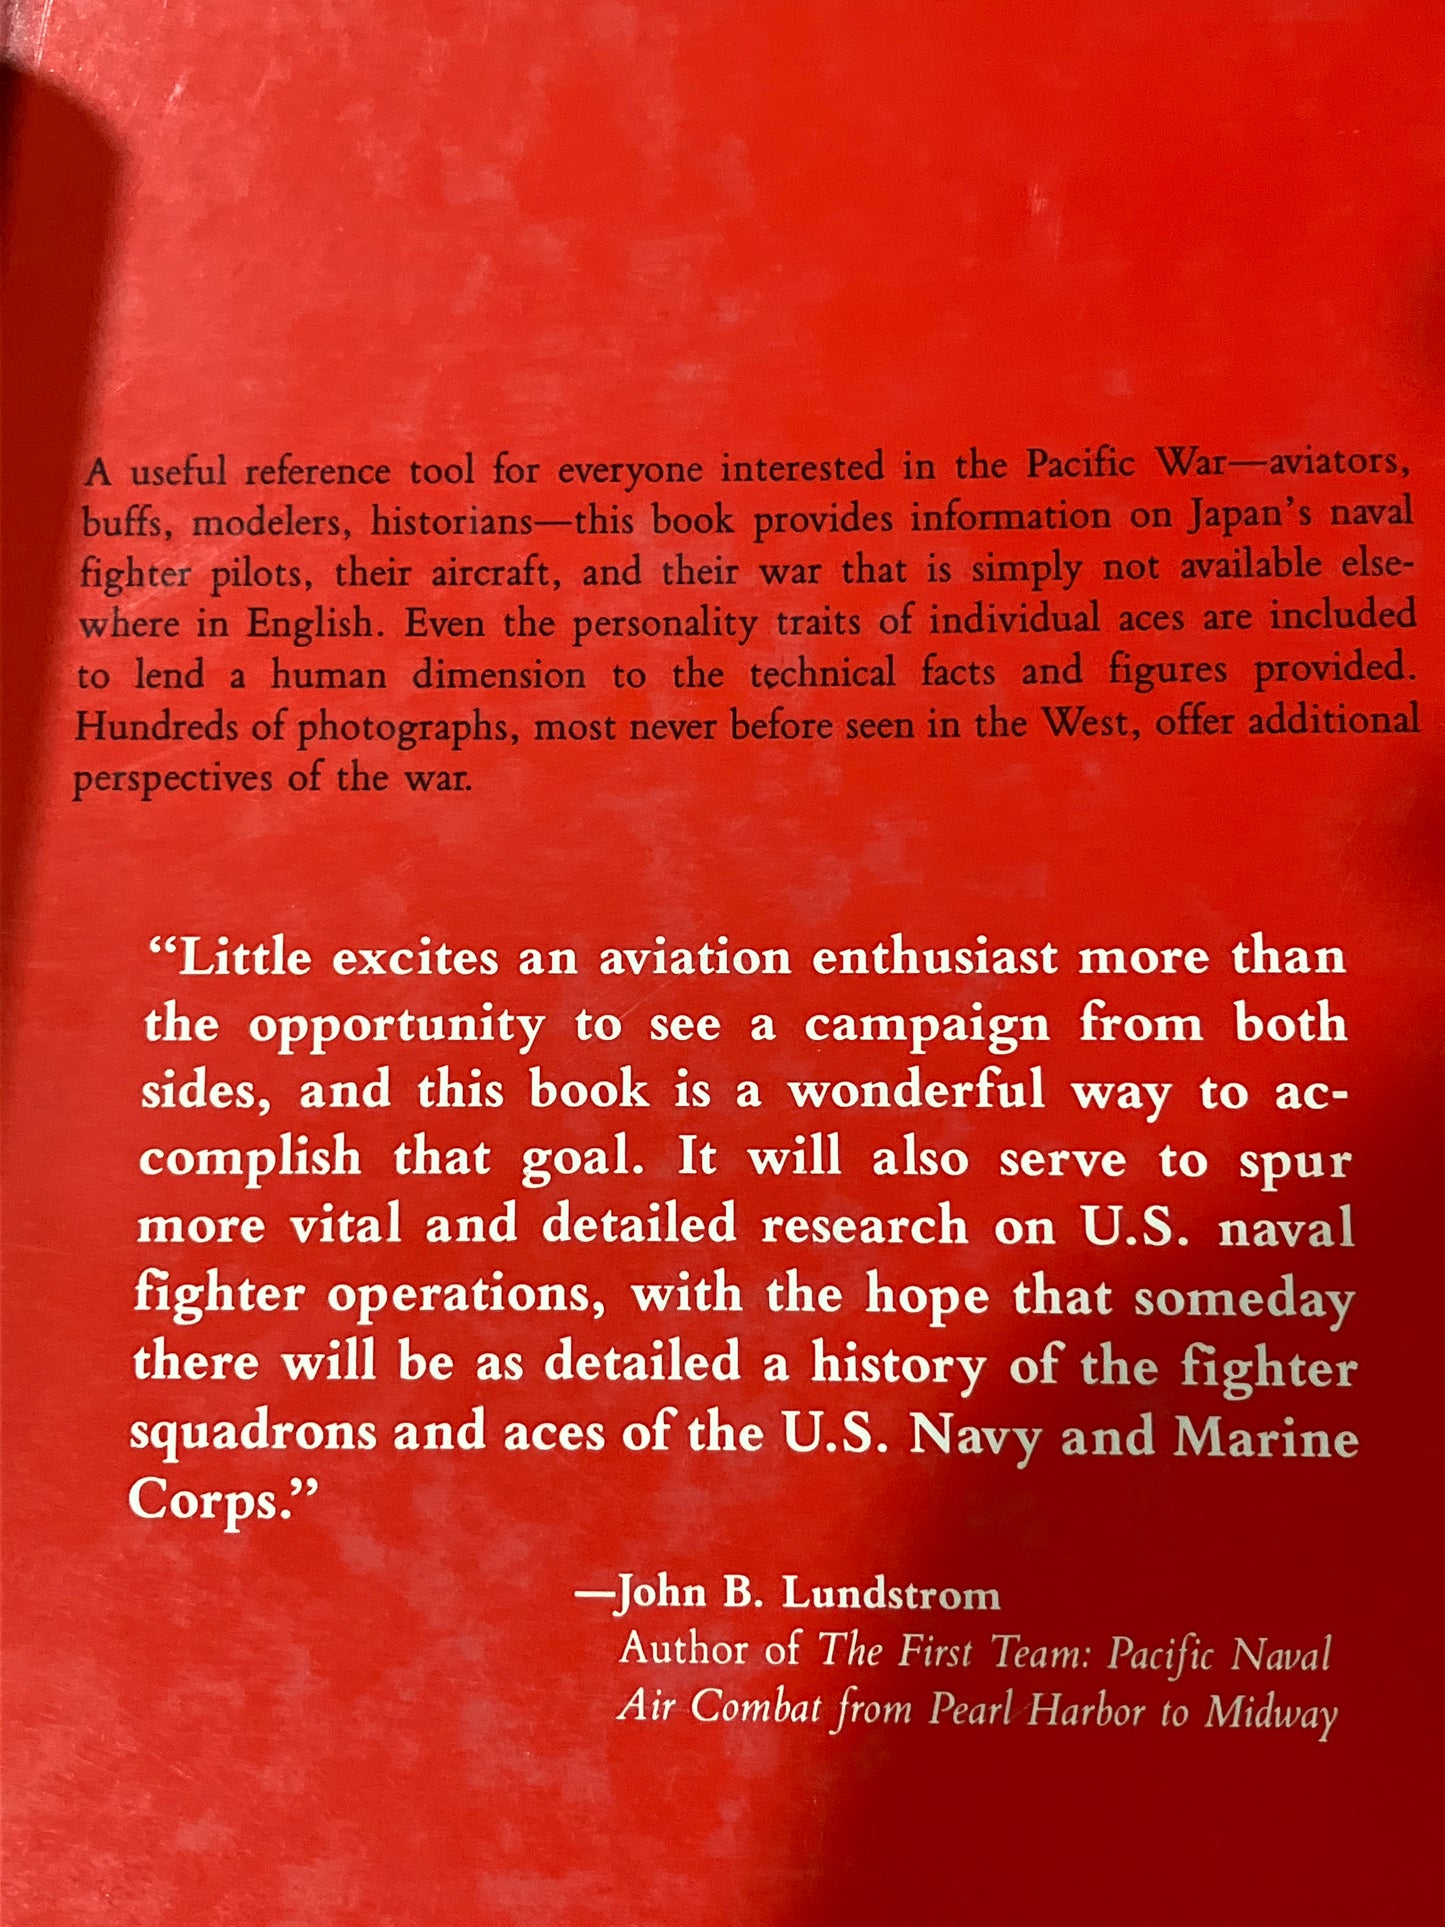 A useful reference tool for everyone interested in the Pacific War—aviators,
buffs, modelers, historians—this book provides information on Japan's naval
fighter pilots, their aircraft, and their war that is simply not available else-
where in English. Even the personality traits of individual aces are included
to lend a human dimension to the technical facts and figures provided.
Hundreds of photographs, most never before seen in the West, offer additional
perspectives of the war.
“Little excites an aviation enthusiast more than
the opportunity to see a campaign from both
sides, and this book is a wonderful way to ac-
complish that goal. It will also serve to spur
more vital and detailed research on U.S. naval
fighter operations, with the hope that someday
there will be as detailed a history of the fighter
squadrons and aces of the U.S. Navy and Marine
Corps.”
—John B. Lundstrom
Author of The First Team: Pacific Naval
Air Combat from Pearl Harbor to Midway